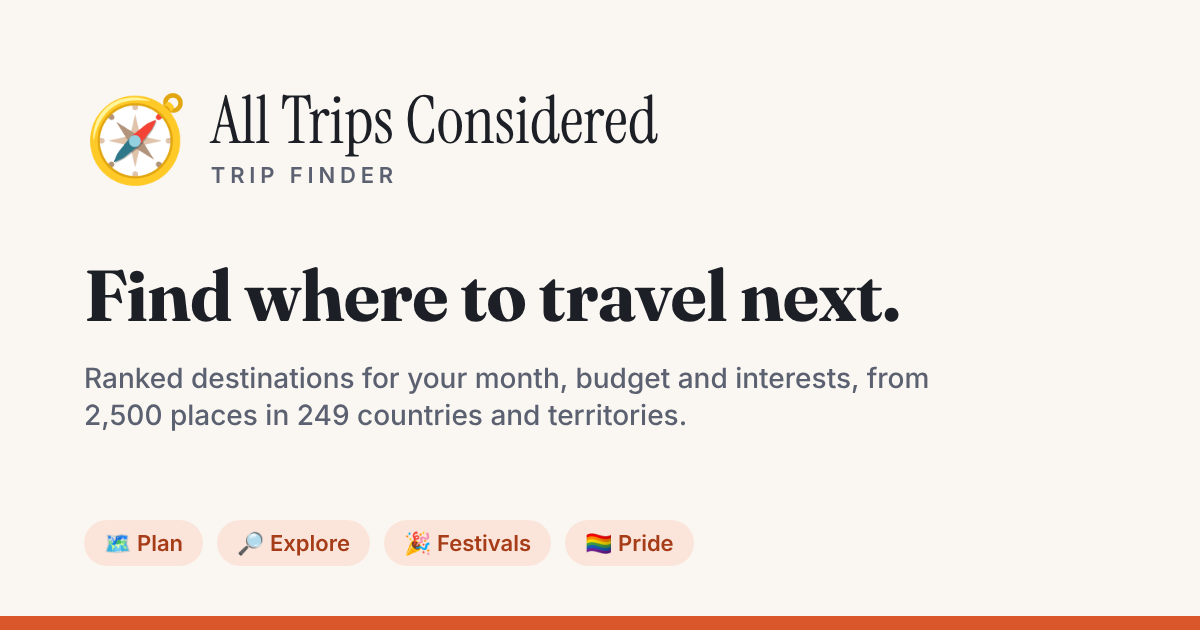 All Trips Considered
TRIP FINDER
Find where to travel next.
Ranked destinations for your month, budget and interests, from
2,500 places in 249 countries and territories.
Plan
Explore
Festivals
Pride